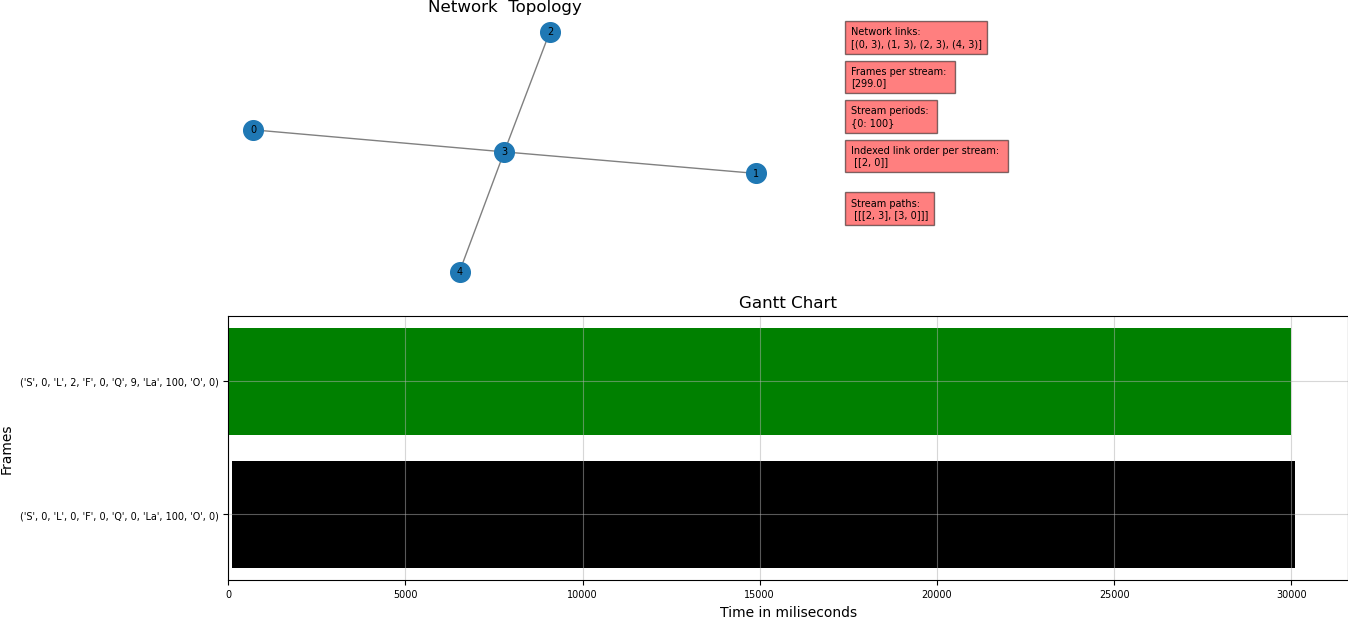 Network  Topology
2
0
3
1
4
Network links:
[(0, 3), (1, 3), (2, 3), (4, 3)]
Frames per stream:
[299.0]
Stream periods:
{0: 100}
Indexed link order per stream:
[[2, 0]]
Stream paths:
[[[2, 3], [3, 0]]]
Gantt Chart
Frames
('S', 0, 'L', 2, 'F', 0, 'Q', 9, 'La', 100, 'O', 0)
('S', 0, 'L', 0, 'F', 0, 'Q', 0, 'La', 100, 'O', 0)
0 5000 10000 15000 20000 25000 30000
Time in miliseconds